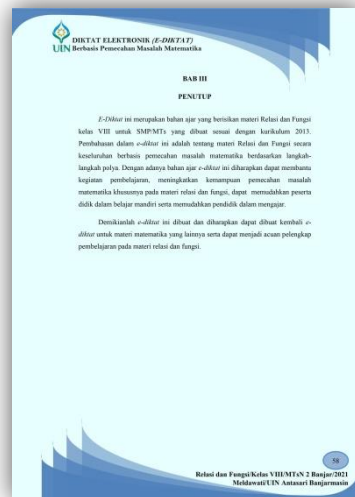 DIKTAT ELEKTRONIK (E-DIKTAT)
UIN Berbasis Pemecahan Masalah Matematika
BAB III
PENUTUP
E-Diktat ini merupakan bahan ajar yang berisikan materi Relasi dan Fungsi
kelas VIII untuk SMP/MTs yang dibuat sesuai dengan kurikulum 2013.
Pembahasan dalam e-diktat ini adalah tentang materi Relasi dan Fungsi secara
keseluruhan berbasis pemecahan masalah matematika berdasarkan langkah-
langkah polya. Dengan adanya bahan ajar e-diktat ini diharapkan dapat membantu
kegiatan pembelajaran, meningkatkan kemampuan pemecahan masalah
matematika khususnya pada materi relasi dan fungsi, dapat memudahkan peserta
didik dalam belajar mandiri serta memudahkan pendidik dalam mengajar.
Demikianlah e-diktat ini dibuat dan diharapkan dapat dibuat kembali e-
diktat untuk materi matematika yang lainnya serta dapat menjadi acuan pelengkap
pembelajaran pada materi relasi dan fungsi.
58
Relasi dan Fungsi/Kelas VIII/MTsN 2 Banjar/2021
Meldawati/UIN Antasari Banjarmasin